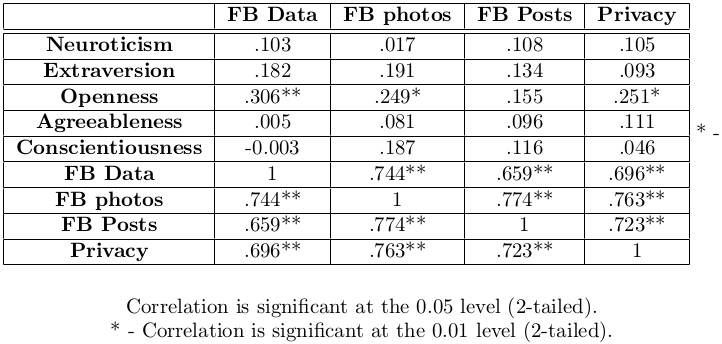 FB Data FB photos FB Posts Privacy
Neuroticism .103 .017 .108 .105
Extraversion .182 .191 .134 .093
Openness .306** .249* .155 .251*
Agreeableness .005 .081 .096 .111
* -
Conscientiousness -0.003 .187 .116 .046
FB Data 1 .744** .659** .696**
FB photos .744** 1 .774** .763**
FB Posts .659** .774** 1 .723**
Privacy .696** .763** .723** 1
Correlation is significant at the 0.05 level (2-tailed).
* - Correlation is significant at the 0.01 level (2-tailed).